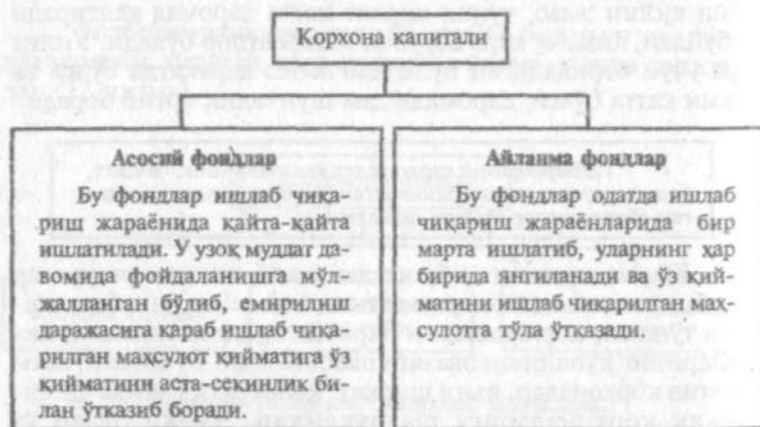 Корхона капитали
Асосий фондлар
Бу фондлар ишлаб чиқа-
риш жараёнида қайта-қайта
ишлатилади. У узоқ муддат да-
вомида фойдаланишга мўл-
жалланган бўлиб, емирилиш
даражасига қараб ишлаб чиқа-
рилган маҳсулот қийматига ўз
қийматини аста-секинлик би-
лан ўтказиб боради.
Айланма фондлар
Бу фондлар одатда ишлаб
чиқариш жараёнларида бир
марта ишлатиб, уларнинг ҳар
бирида янгиланади ва ўз қий-
матини ишлаб чиқарилган маҳ-
сулотга тўла ўтказади.